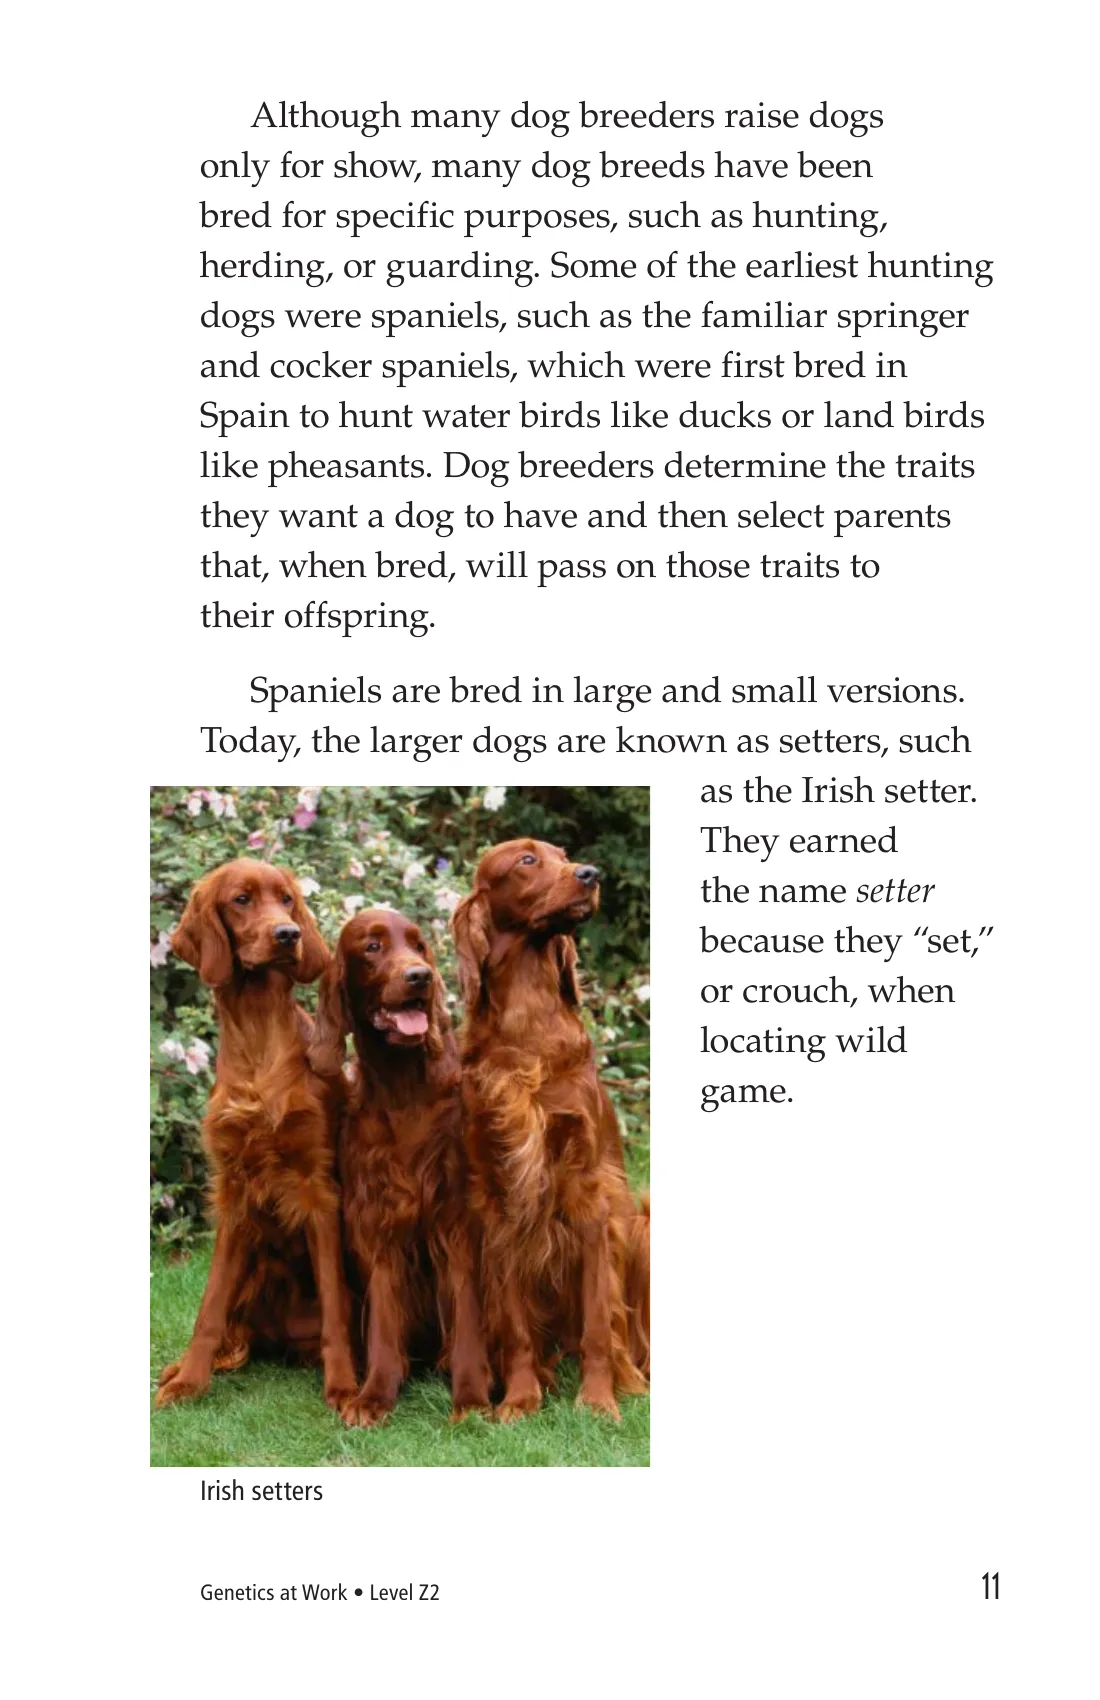 Although many dog breeders raise dogs
only for show, many dog breeds have been
bred for specific purposes, such as hunting,
herding, or guarding. Some of the earliest hunting
dogs were spaniels, such as the familiar springer
and cocker spaniels, which were first bred in
Spain to hunt water birds like ducks or land birds
like pheasants. Dog breeders determine the traits
they want a dog to have and then select parents
that, when bred, will pass on those traits to
their offspring.
Spaniels are bred in large and small versions.
Today, the larger dogs are known as setters, such
as the Irish setter.
They earned
the name setter
because they “set,”
or crouch, when
locating wild
game.
Irish setters
Genetics at Work • Level Z2
11